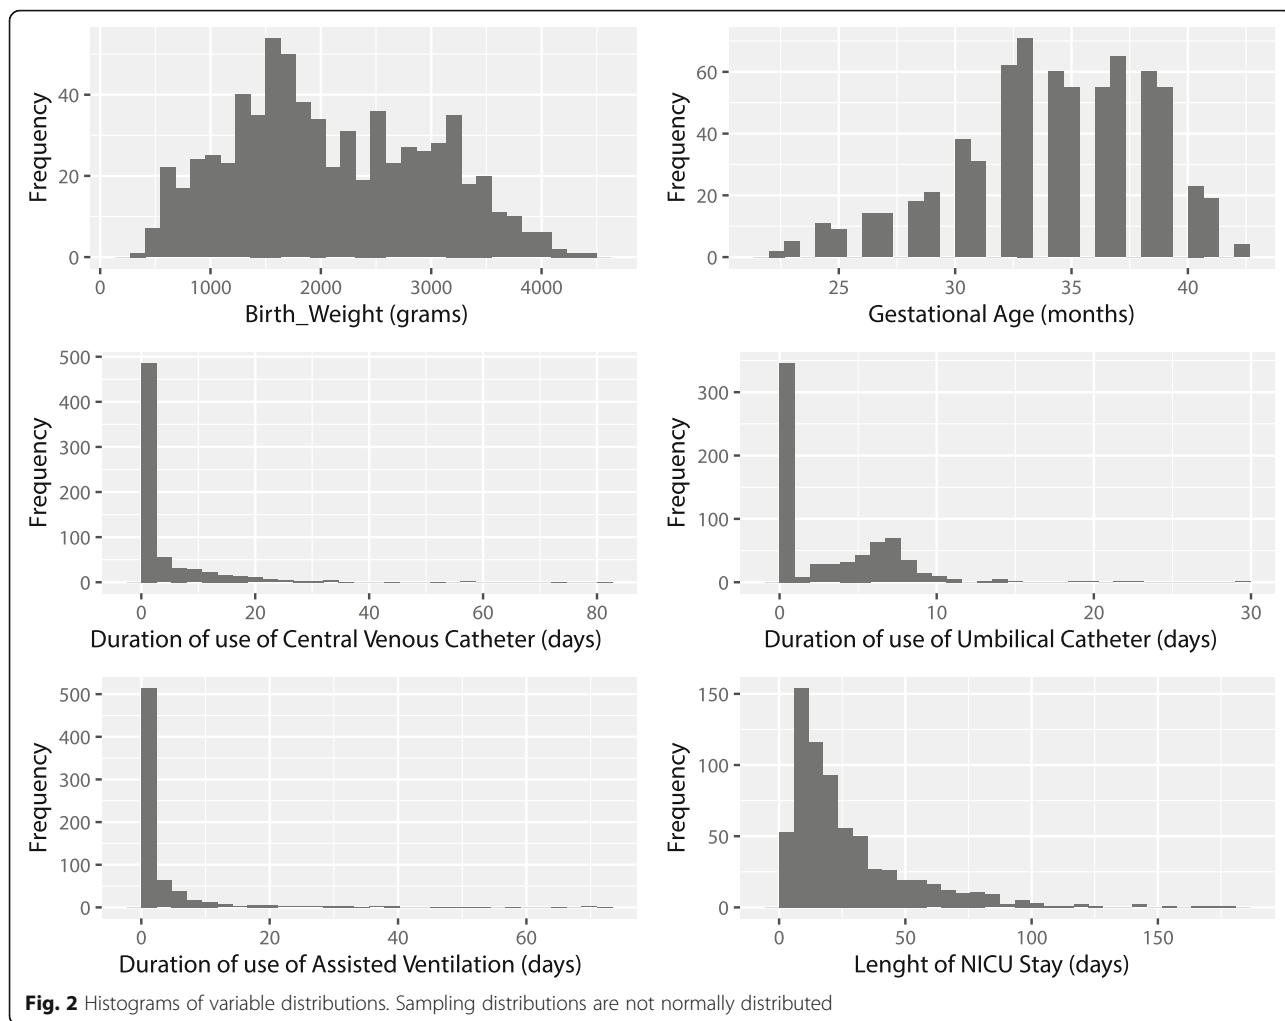 Frequency
40
20
0
0 1000 2000 3000 4000
Birth_Weight (grams)
Frequency
60
40
20
0
25 30 35 40
Gestational Age (months)
Frequency
500
400
300
200
100
0
0 20 40 60 80
Duration of use of Central Venous Catheter (days)
Frequency
300
200
100
0
0 10 20 30
Duration of use of Umbilical Catheter (days)
Frequency
500
400
300
200
100
0
0 20 40 60
Duration of use of Assisted Ventilation (days)
Frequency
150
100
50
0
0 50 100 150
Lenght of NICU Stay (days)
Fig. 2 Histograms of variable distributions. Sampling distributions are not normally distributed